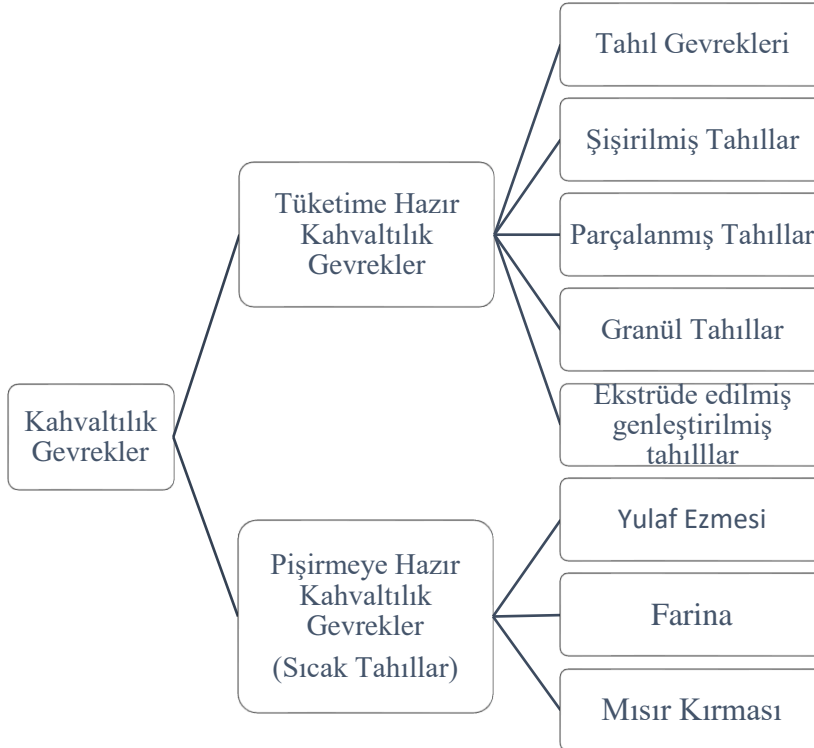 Kahvaltılık
Gevrekler
Tüketime Hazır
Kahvaltılık
Gevrekler
Tahıl Gevrekleri
Şişirilmiş Tahıllar
Parçalanmış Tahıllar
Granül Tahıllar
Ekstrüde edilmiş
genleştirilmiş
tahılllar
Pişirmeye Hazır
Kahvaltılık
Gevrekler
(Sıcak Tahıllar)
Yulaf Ezmesi
Farina
Mısır Kırması